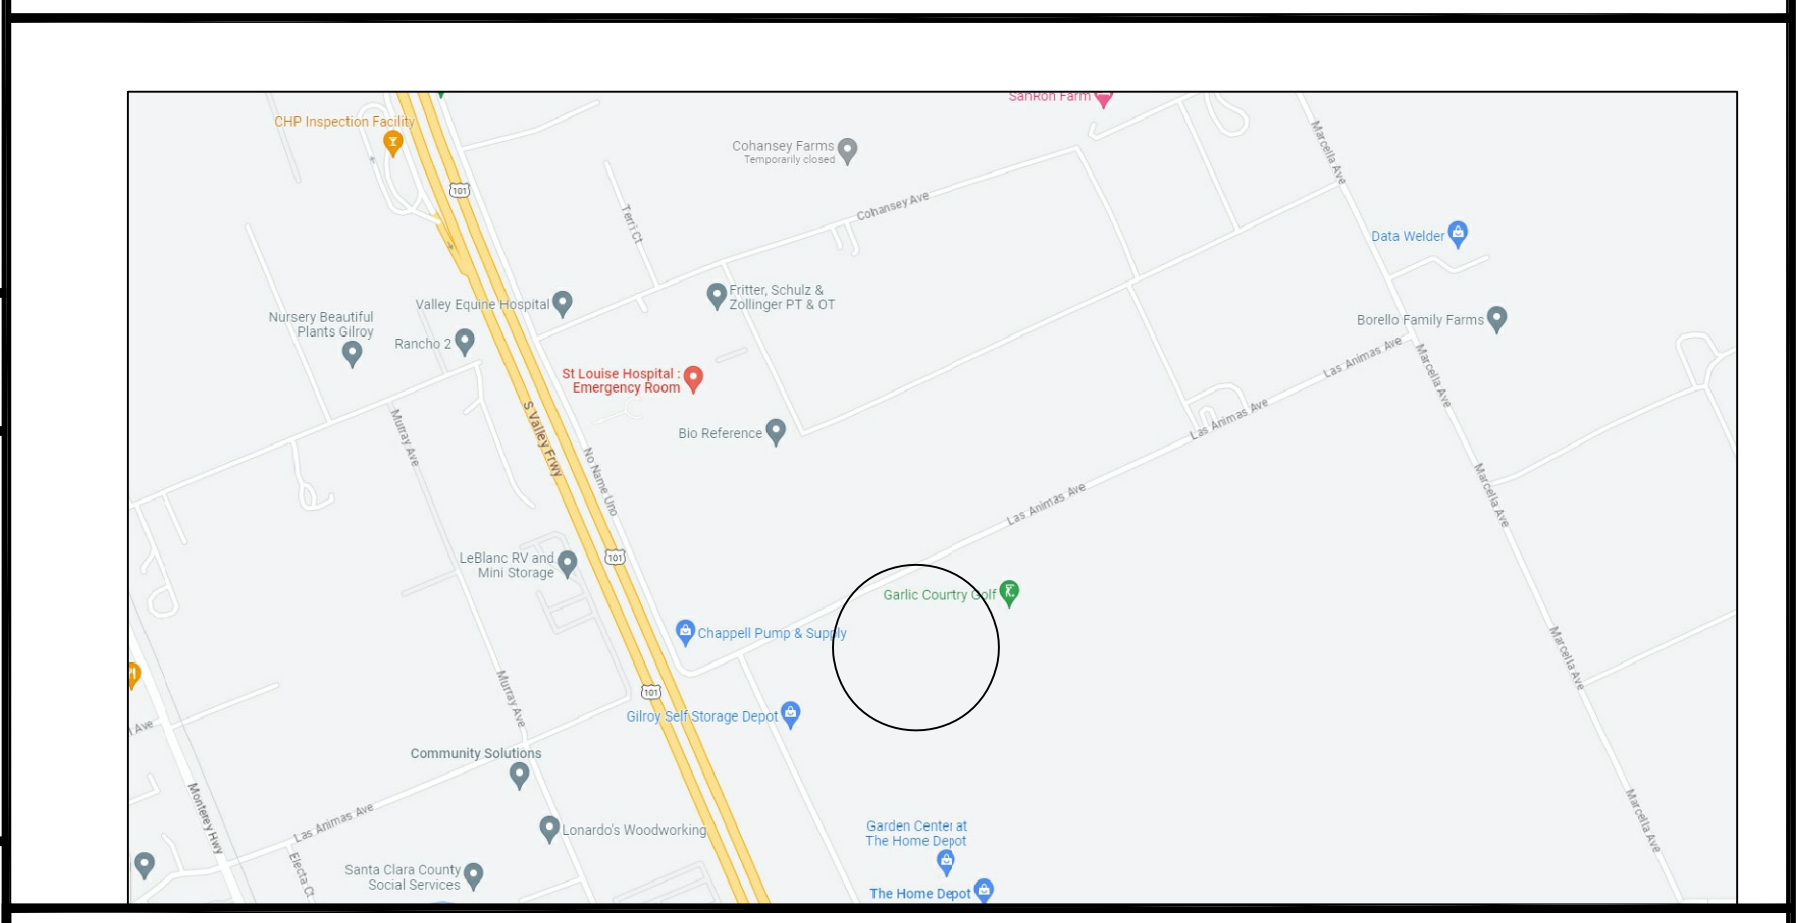 SanRon Farm
CHP Inspection Facility
Marcella Ave
Cohansey Farms
Temporarily closed
101
Cohansey Ave
Terri Ct
Data Welder
Fritter, Schulz &
Zollinger PT & OT
Valley Equine Hospital
Nursery Beautiful
Plants Gilroy
Rancho 2
Borello Family Farms
Las Animas Ave
Marcella Ave
St Louise Hospital :
Emergency Room
S Valley Frwy
Murray Ave
Las Animas Ave
Bio Reference
No Name Uno
Las Animas Ave
Marcella Ave
LeBlanc RV and
Mini Storage
101
Garlic Courtry Golf
Chappell Pump & Supply
Marcella Ave
101
Murray Ave
Gilroy Self Storage Depot
Ave
Community Solutions
Monterey Hwy
Las Animas Ave
Lonardo's Woodworking
Garden Center at
The Home Depot
Marcella Ave
Electa Ct
Santa Clara County
Social Services
The Home Depot